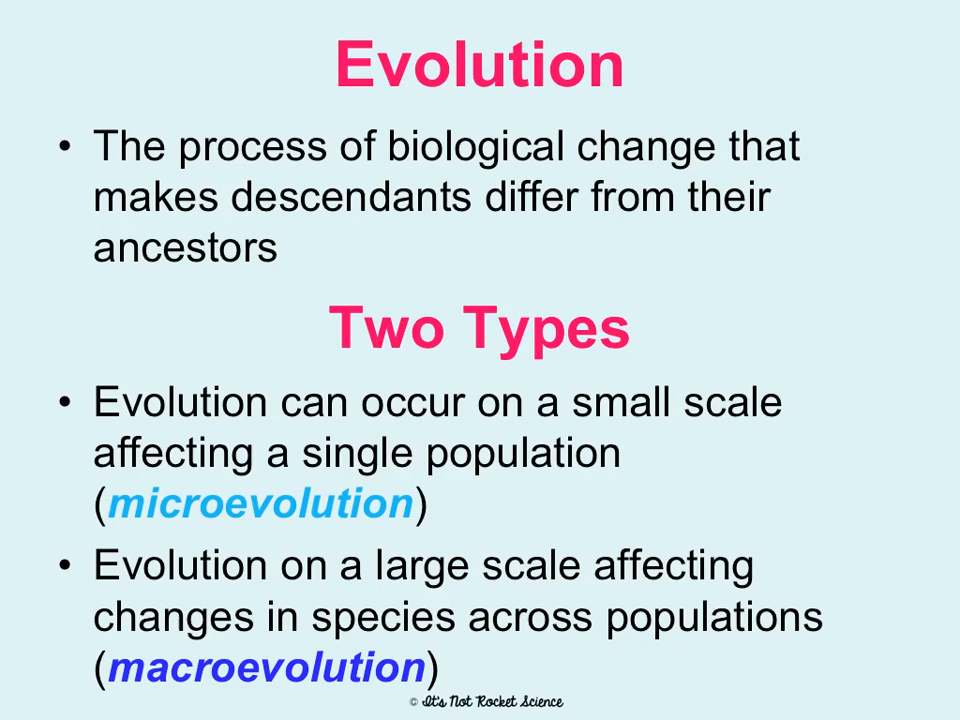 Evolution
• The process of biological change that
makes descendants differ from their
ancestors
Two Types
• Evolution can occur on a small scale
affecting a single population
(microevolution)
• Evolution on a large scale affecting
changes in species across populations
(macroevolution)
© It's Not Rocket Science